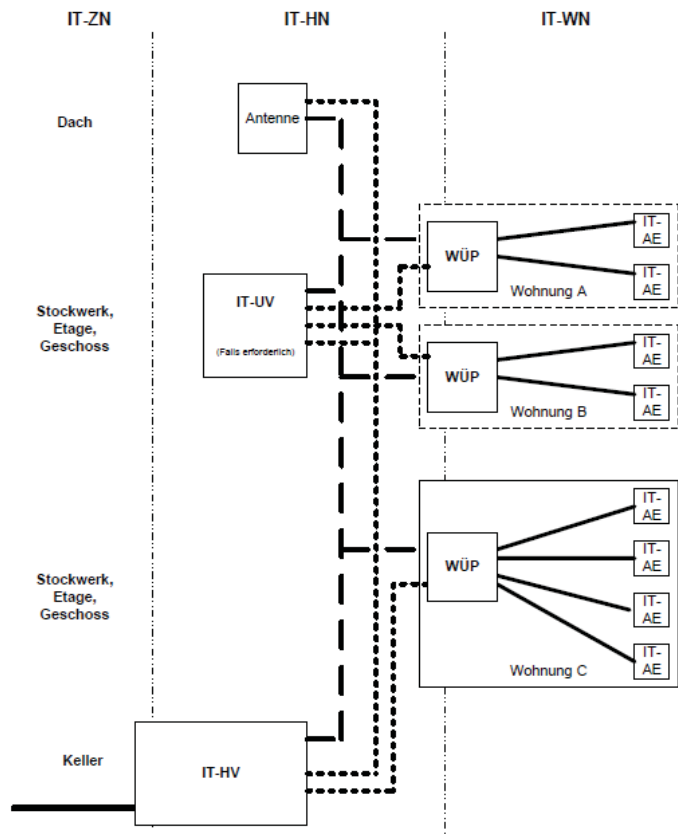 IT-ZN
IT-HN
IT-WN
Dach
Antenne
WÜP
IT-
AE
IT-
AE
Wohnung A
Stockwerk,
Etage,
Geschoss
IT-UV
(Falls erforderlich)
WÜP
IT-
AE
IT-
AE
Wohnung B
Stockwerk,
Etage,
Geschoss
WÜP
IT-
AE
IT-
AE
IT-
AE
IT-
AE
Wohnung C
Keller
IT-HV